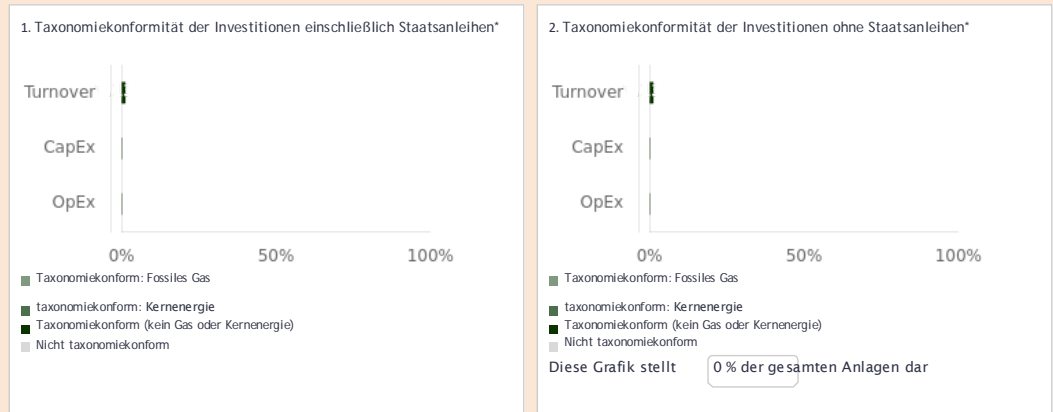 1. Taxonomiekonformität der Investitionen einschließlich Staatsanleihen*
Turnover
CapEx
OpEx
0% 50% 100%
Taxonomiekonform: Fossiles Gas
taxonomiekonform: Kernenergie
Taxonomiekonform (kein Gas oder Kernenergie)
Nicht taxonomiekonform
2. Taxonomiekonformität der Investitionen ohne Staatsanleihen*
Turnover
CapEx
OpEx
0% 50% 100%
Taxonomiekonform: Fossiles Gas
taxonomiekonform: Kernenergie
Taxonomiekonform (kein Gas oder Kernenergie)
Nicht taxonomiekonform
Diese Grafik stellt 0 % der gesamten Anlagen dar